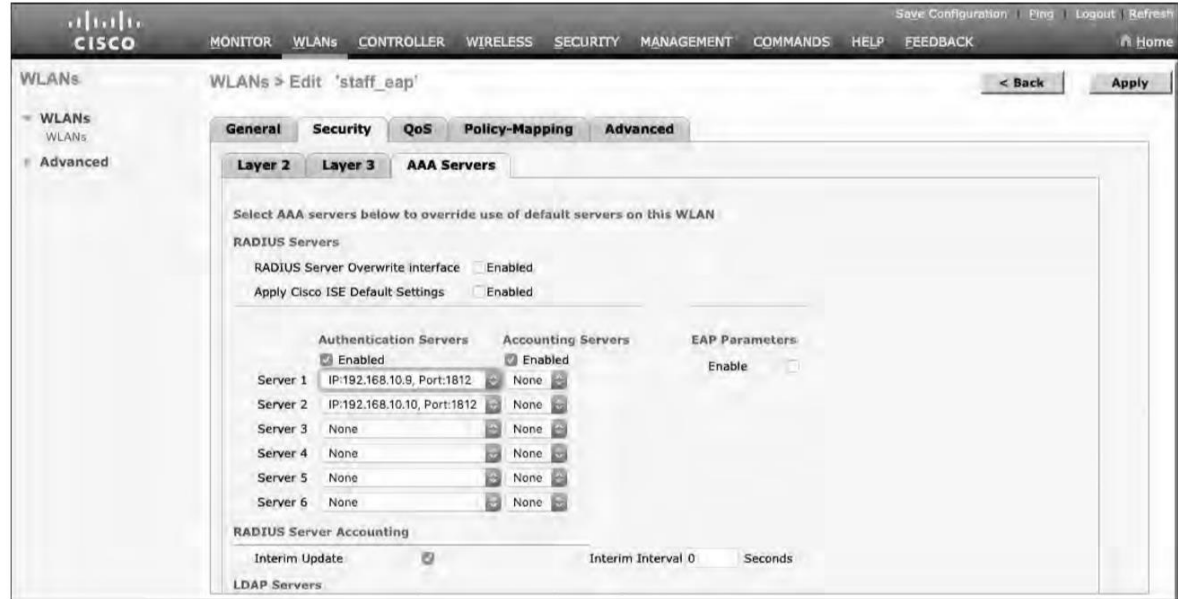 Save Configuration | Ping | Logout | Refresh
CISCO
MONITOR WLANs CONTROLLER WIRELESS SECURITY MANAGEMENT COMMANDS HELP FEEDBACK
Home
WLANs
WLANs
WLANs
Advanced
WLANs > Edit 'staff_eap'
< Back
Apply
General Security QoS Policy-Mapping Advanced
Layer 2 Layer 3 AAA Servers
Select AAA servers below to override use of default servers on this WLAN
RADIUS Servers
RADIUS Server Overwrite interface Enabled
Apply Cisco ISE Default Settings Enabled
Authentication Servers Accounting Servers EAP Parameters
Enabled Enabled
Enable
Server 1 IP:192.168.10.9, Port:1812 None
Server 2 IP:192.168.10.10, Port:1812 None
Server 3 None None
Server 4 None None
Server 5 None None
Server 6 None None
RADIUS Server Accounting
Interim Update Interim Interval 0 Seconds
LDAP Servers